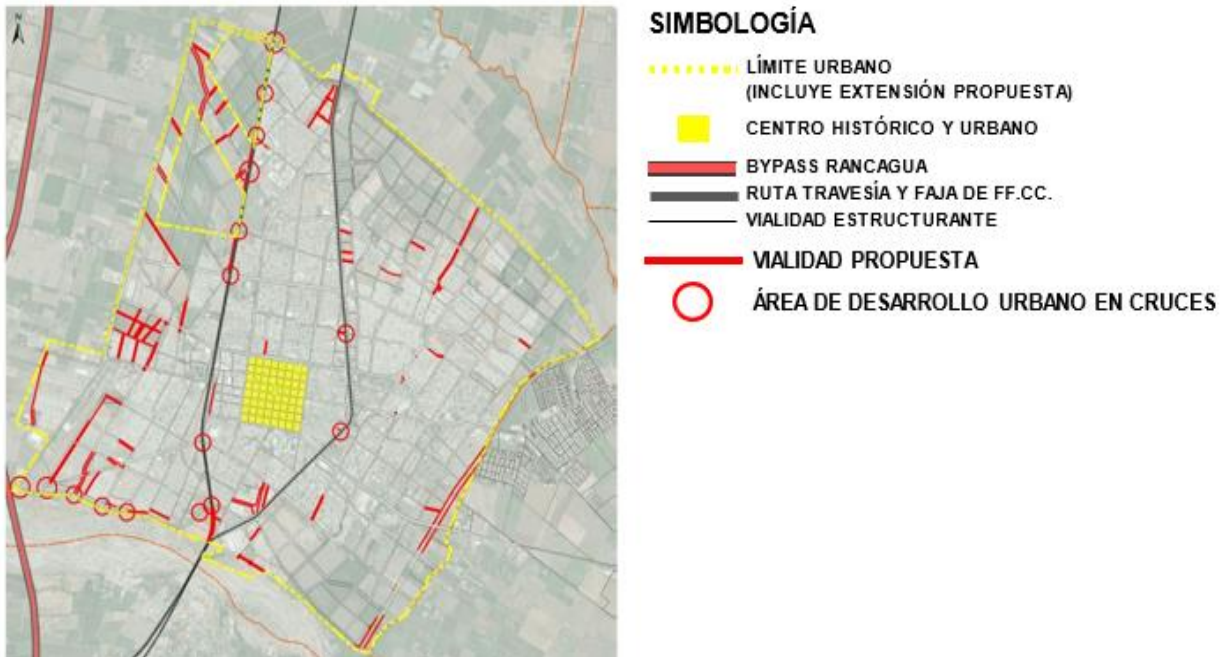 N
SIMBOLOGÍA
LÍMITE URBANO
(INCLUYE EXTENSIÓN PROPUESTA)
CENTRO HISTÓRICO Y URBANO
BYPASS RANCAGUA
RUTA TRAVESÍA Y FAJA DE FF.CC.
VIALIDAD ESTRUCTURANTE
VIALIDAD PROPUESTA
ÁREA DE DESARROLLO URBANO EN CRUCES